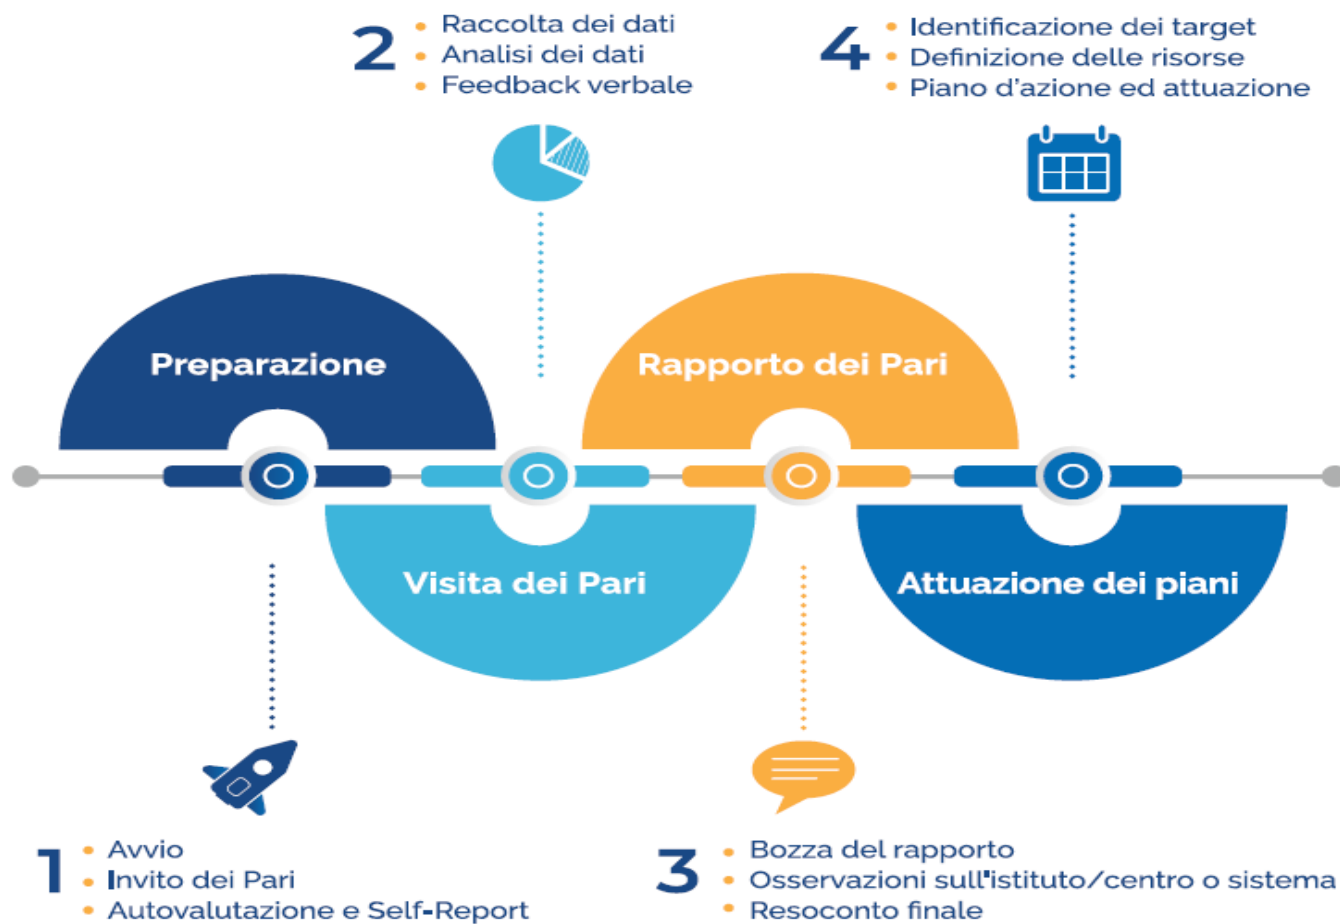 2
Raccolta dei dati
Analisi dei dati
Feedback verbale
4
Identificazione dei target
Definizione delle risorse
Piano d'azione ed attuazione
Preparazione
Rapporto dei Pari
Visita dei Pari
Attuazione dei piani
1
Avvio
Invito dei Pari
Autovalutazione e Self-Report
3
Bozza del rapporto
Osservazioni sull'istituto/centro o sistema
Resoconto finale